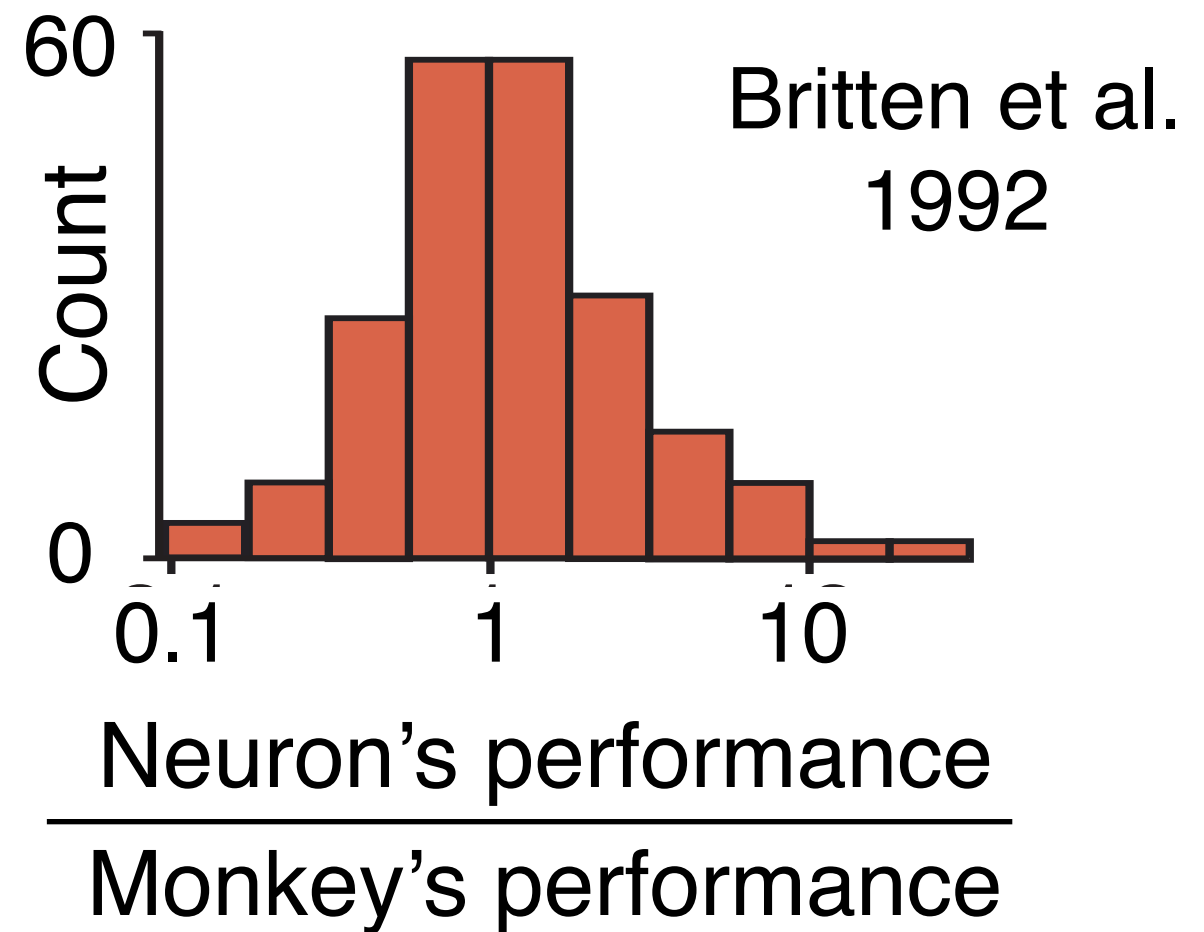 60
Count
0
Britten et al.
1992
0.1
1
10
Neuron’s performance
Monkey’s performance